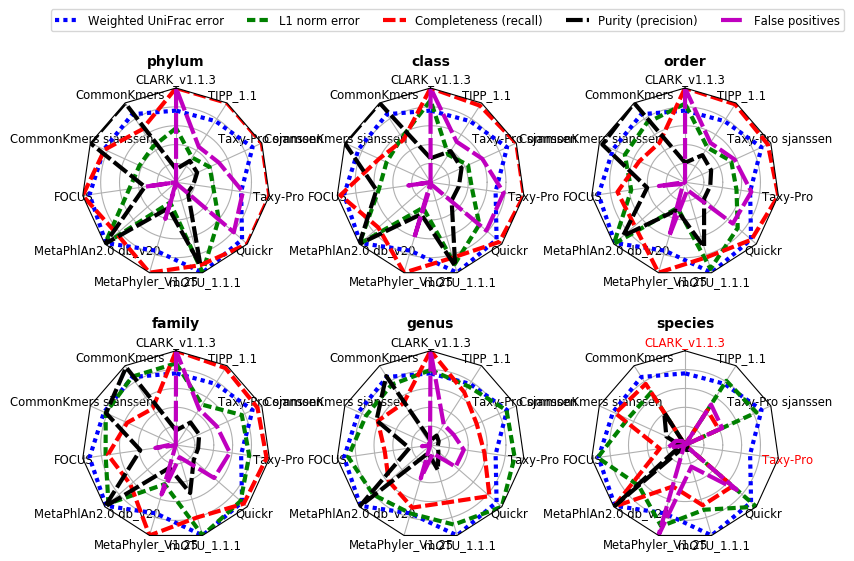 Weighted UniFrac error L1 norm error Completeness (recall) Purity (precision) False positives
phylum class order
CLARK_v1.1.3 CLARK_v1.1.3 CLARK_v1.1.3
CommonKmers TIPP_1.1 CommonKmers TIPP_1.1 CommonKmers TIPP_1.1
CommonKmers sjanssen Taxy-Pro sjanssen CommonKmers sjanssen Taxy-Pro sjanssen CommonKmers sjanssen Taxy-Pro sjanssen
FOCUS Taxy-Pro FOCUS Taxy-Pro FOCUS Taxy-Pro
MetaPhlAn2.0 db_v20 Quickr MetaPhlAn2.0 db_v20 Quickr MetaPhlAn2.0 db_v20 Quickr
MetaPhyler_V1.25 mOTU_1.1.1 MetaPhyler_V1.25 mOTU_1.1.1 MetaPhyler_V1.25 mOTU_1.1.1
family genus species
CLARK_v1.1.3 CLARK_v1.1.3 CLARK_v1.1.3
CommonKmers TIPP_1.1 CommonKmers TIPP_1.1 CommonKmers TIPP_1.1
CommonKmers sjanssen Taxy-Pro sjanssen CommonKmers sjanssen Taxy-Pro sjanssen CommonKmers sjanssen Taxy-Pro sjanssen
FOCUS Taxy-Pro FOCUS Taxy-Pro FOCUS Taxy-Pro
MetaPhlAn2.0 db_v20 Quickr MetaPhlAn2.0 db_v20 Quickr MetaPhlAn2.0 db_v20 Quickr
MetaPhyler_V1.25 mOTU_1.1.1 MetaPhyler_V1.25 mOTU_1.1.1 MetaPhyler_V1.25 mOTU_1.1.1